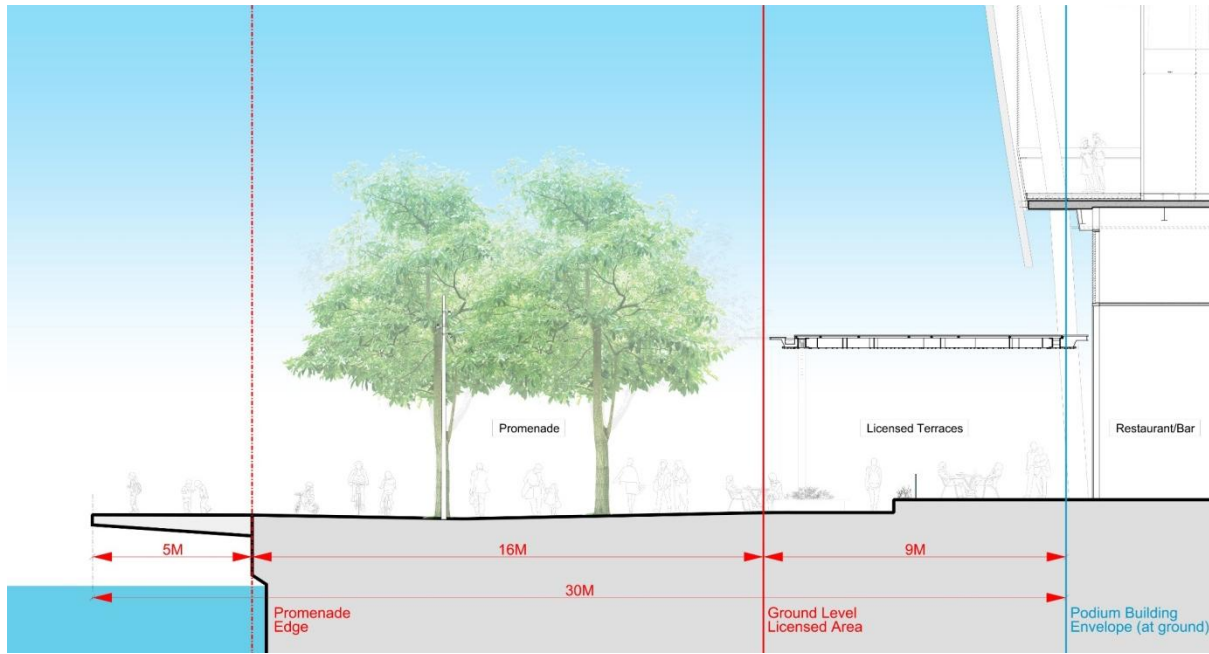 Promenade
Licensed Terraces
Restaurant/Bar
5M
16M
9M
30M
Promenade
Edge
Ground Level
Licensed Area
Podium Building
Envelope (at ground)